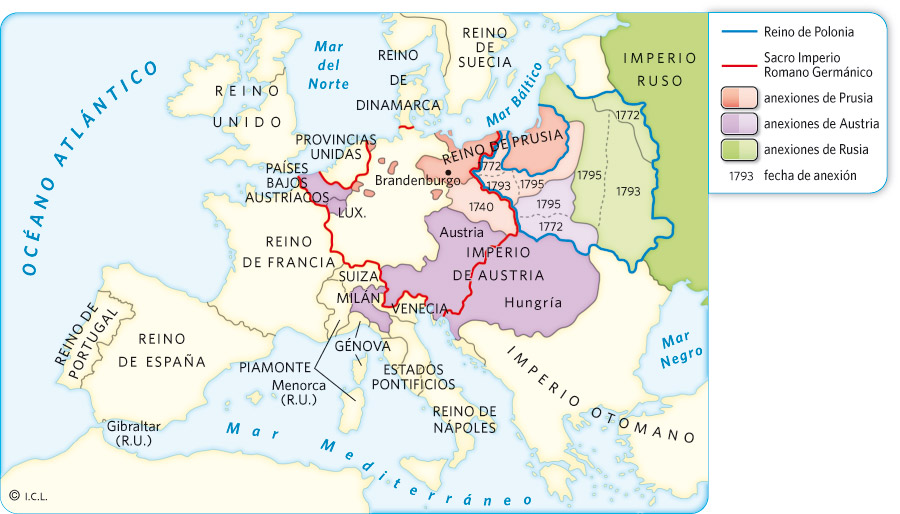 OCÉANO ATLÁNTICO
Mar
del
Norte
REINO
DE
SUECIA
REINO
DE
DINAMARCA
IMPERIO
RUSO
REINO
UNIDO
Mar Báltico
PROVINCIAS
UNIDAS
REINO DE PRUSIA
PAÍSES
BAJOS
AUSTRÍACOS
Brandenburgo
LUX.
1772
1772
1793
1795
1795
1793
1740
1795
1772
Austria
IMPERIO
DE AUSTRIA
Hungría
REINO
DE FRANCIA
SUIZA
MILÁN
VENECIA
GÉNOVA
PIAMONTE
Menorca
(R.U.)
ESTADOS
PONTIFICIOS
REINO DE
NÁPOLES
REINO DE
PORTUGAL
REINO
DE ESPAÑA
Gibraltar
(R.U.)
Mar
Negro
IMPERIO OTOMANO
Mar Mediterráneo
© I.C.L.
Reino de Polonia
Sacro Imperio
Romano Germánico
anexiones de Prusia
anexiones de Austria
anexiones de Rusia
1793 fecha de anexión